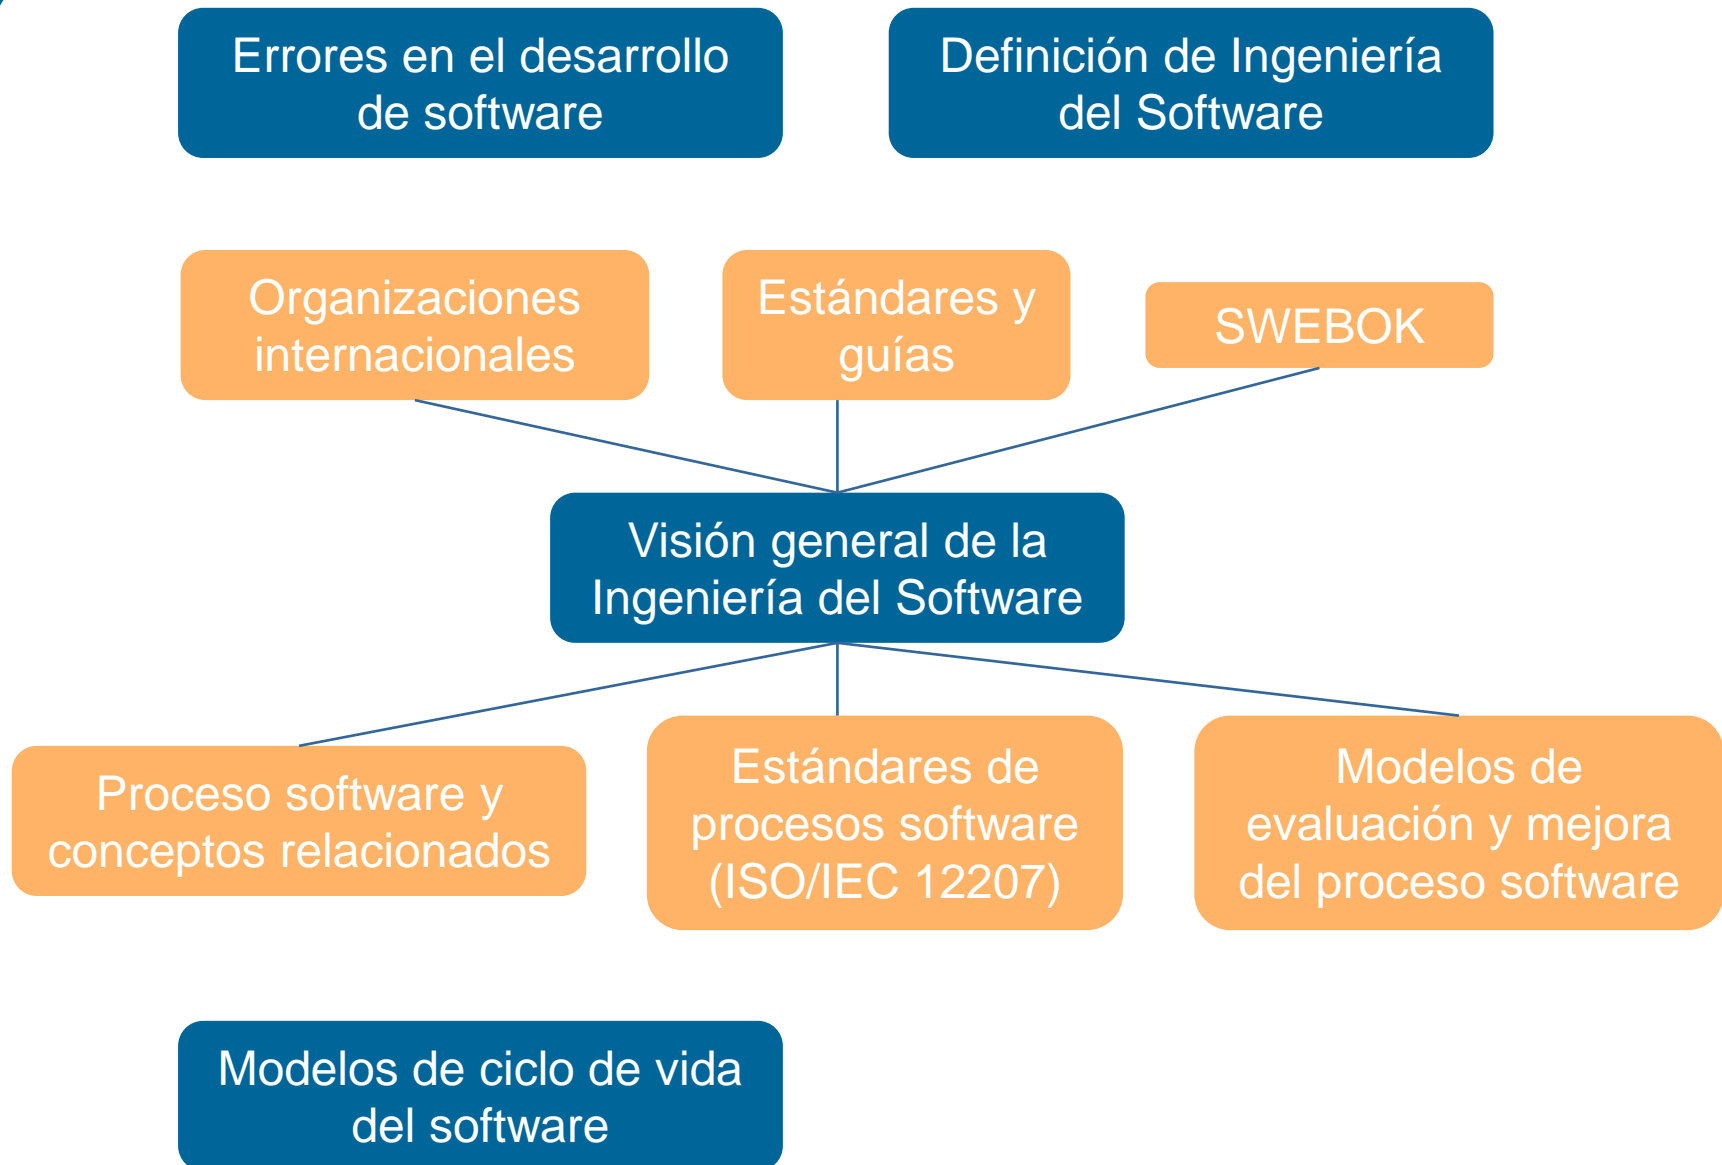 Errores en el desarrollo
de software
Definición de Ingeniería
del Software
Organizaciones
internacionales
Estándares y
guías
SWEBOK
Visión general de la
Ingeniería del Software
Proceso software y
conceptos relacionados
Estándares de
procesos software
(ISO/IEC 12207)
Modelos de
evaluación y mejora
del proceso software
Modelos de ciclo de vida
del software